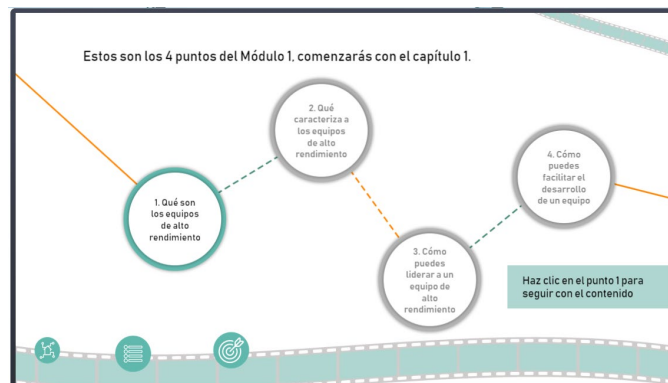 Estos son los 4 puntos del Módulo 1, comenzarás con el capítulo 1.
1. Qué son
los equipos
de alto
rendimiento
2. Qué
caracteriza a
los equipos
de alto
rendimiento
3. Cómo
puedes
liderar a un
equipo de
alto
rendimiento
4. Cómo
puedes
facilitar el
desarrollo
de un equipo
Haz clic en el punto 1 para
seguir con el contenido